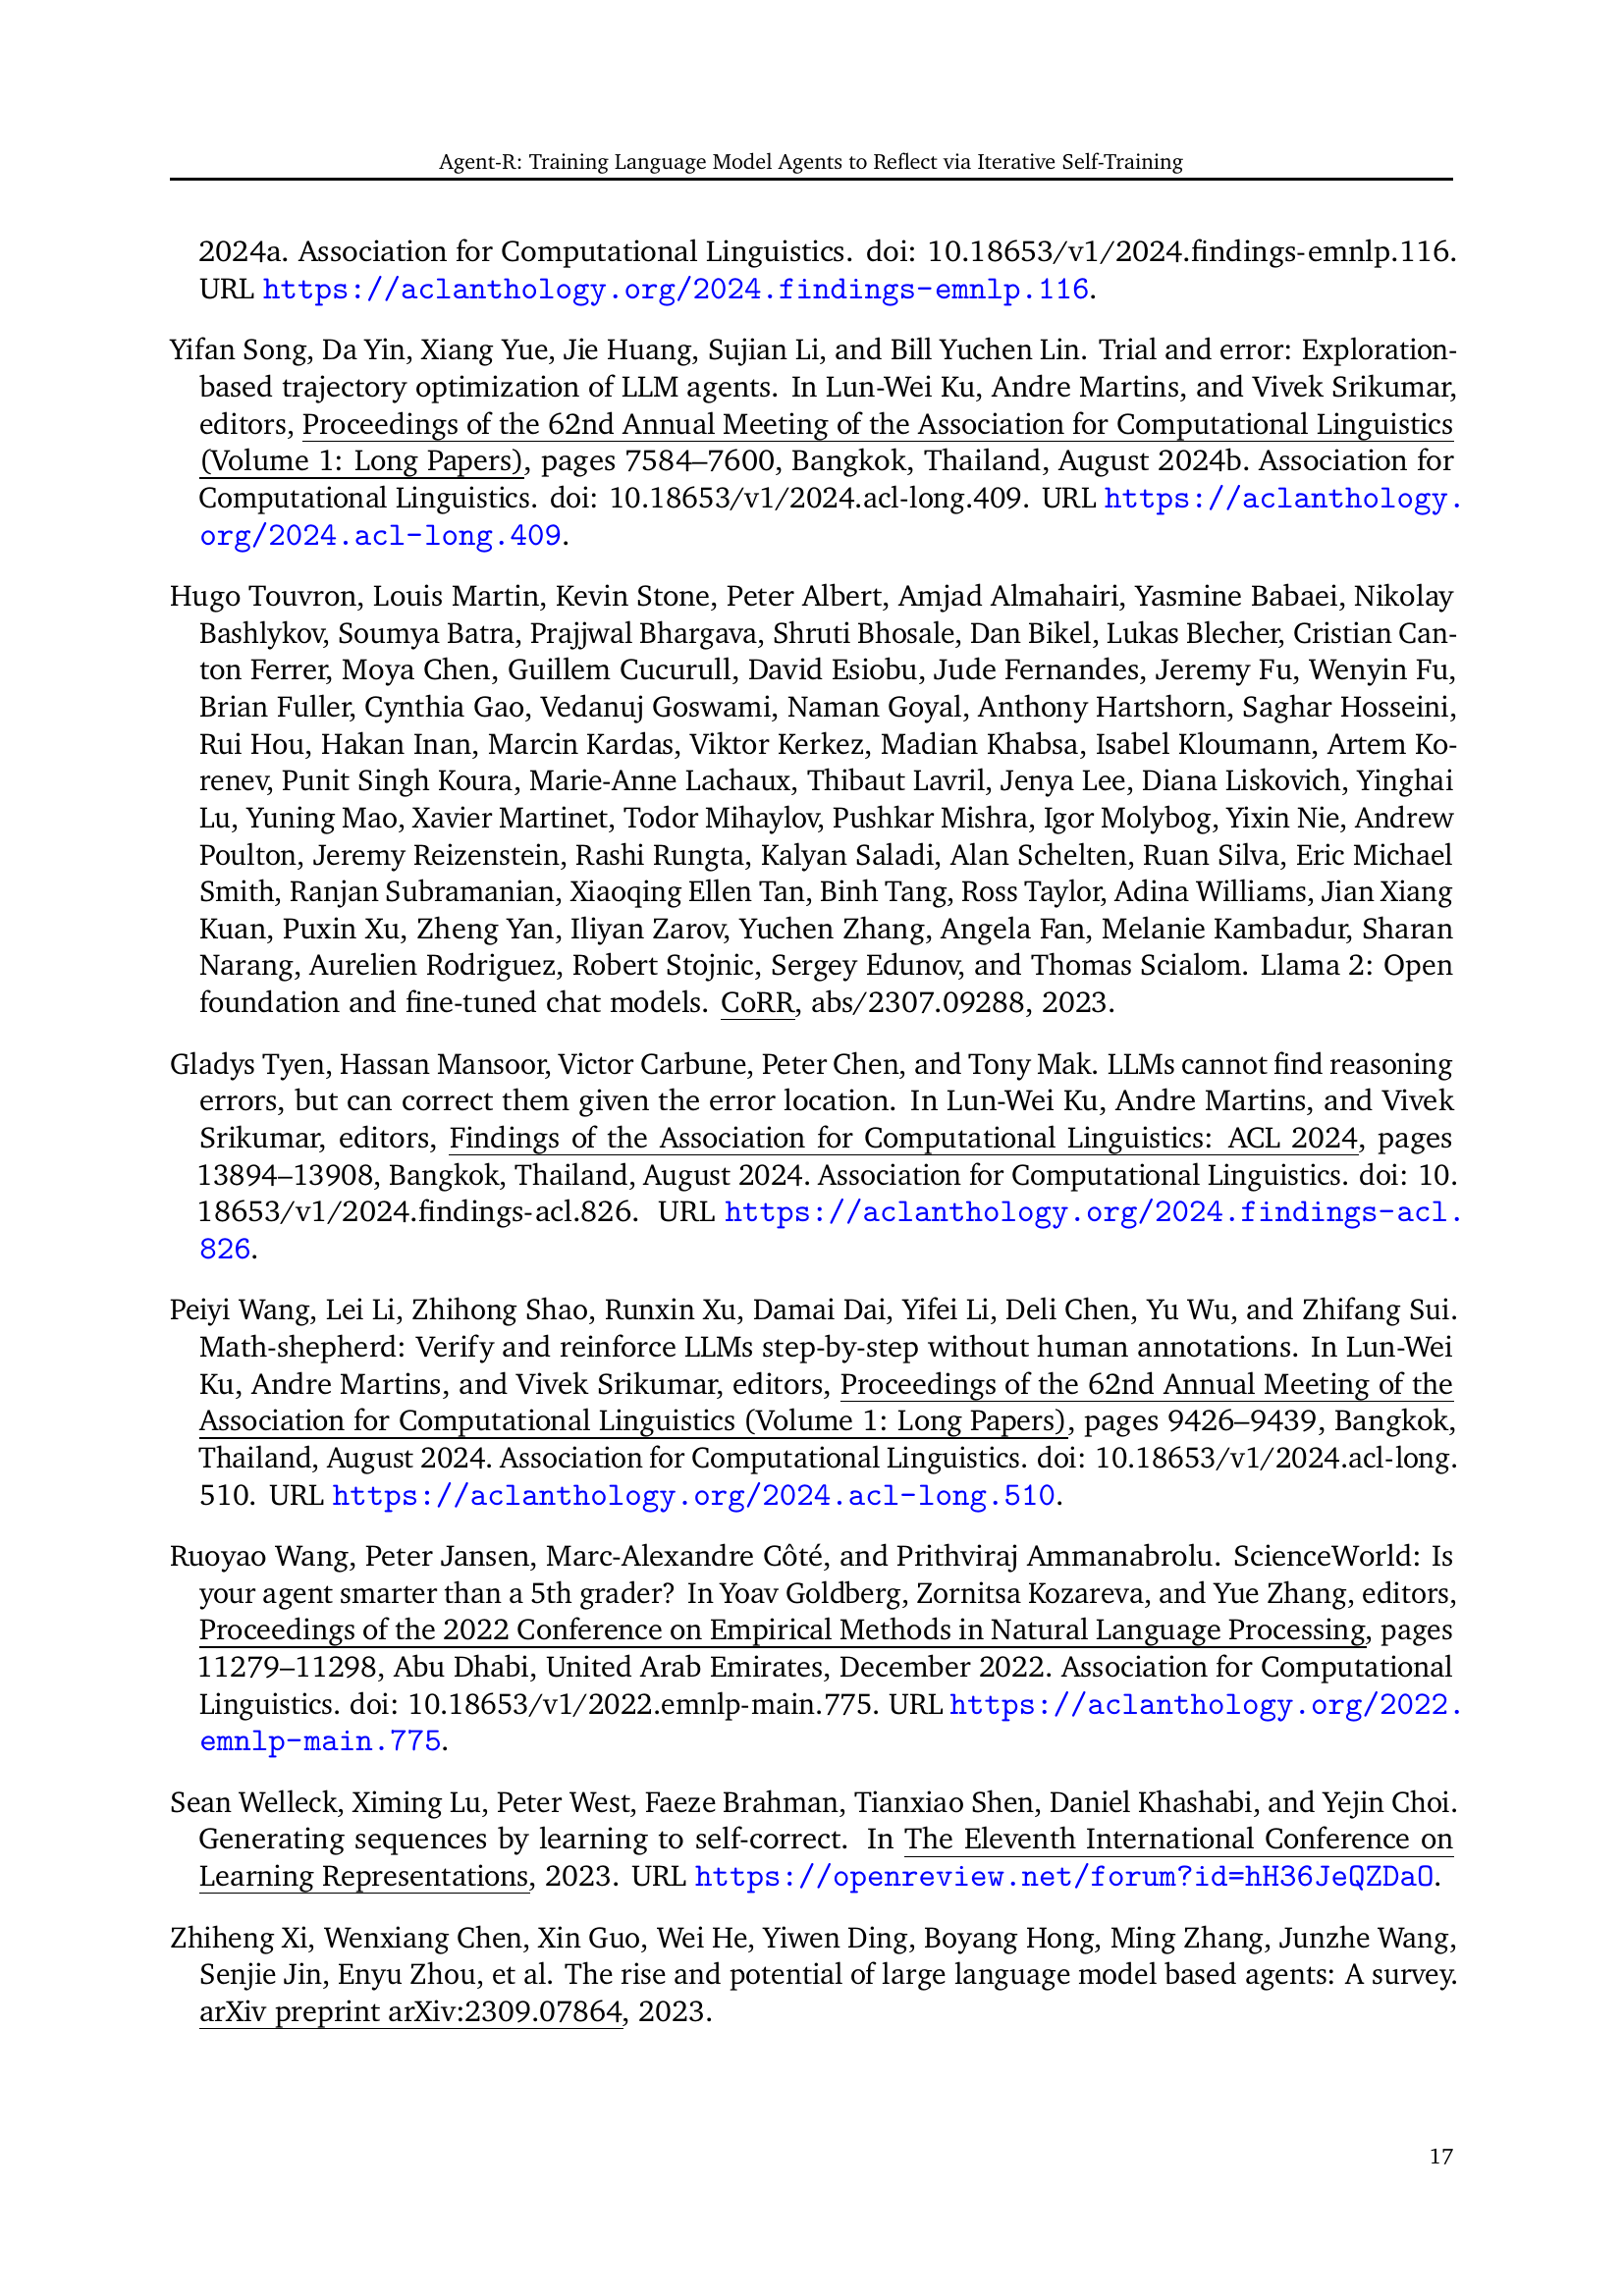 Agent-R: Training Language Model Agents to Reflect via Iterative Self-Training
2024a. Association for Computational Linguistics. doi: 10.18653/v1/2024.findings-emnlp.116.
URL https://aclanthology.org/2024.findings-emnlp.116.
Yifan Song, Da Yin, Xiang Yue, Jie Huang, Sujian Li, and Bill Yuchen Lin. Trial and error: Exploration-
based trajectory optimization of LLM agents. In Lun-Wei Ku, Andre Martins, and Vivek Srikumar,
editors, Proceedings of the 62nd Annual Meeting of the Association for Computational Linguistics
(Volume 1: Long Papers), pages 7584–7600, Bangkok, Thailand, August 2024b. Association for
Computational Linguistics. doi: 10.18653/v1/2024.acl-long.409. URL https://aclanthology.
org/2024.acl-long.409.
Hugo Touvron, Louis Martin, Kevin Stone, Peter Albert, Amjad Almahairi, Yasmine Babaei, Nikolay
Bashlykov, Soumya Batra, Prajjwal Bhargava, Shruti Bhosale, Dan Bikel, Lukas Blecher, Cristian Can-
ton Ferrer, Moya Chen, Guillem Cucurull, David Esiobu, Jude Fernandes, Jeremy Fu, Wenyin Fu,
Brian Fuller, Cynthia Gao, Vedanuj Goswami, Naman Goyal, Anthony Hartshorn, Saghar Hosseini,
Rui Hou, Hakan Inan, Marcin Kardas, Viktor Kerkez, Madian Khabsa, Isabel Kloumann, Artem Ko-
renev, Punit Singh Koura, Marie-Anne Lachaux, Thibaut Lavril, Jenya Lee, Diana Liskovich, Yinghai
Lu, Yuning Mao, Xavier Martinet, Todor Mihaylov, Pushkar Mishra, Igor Molybog, Yixin Nie, Andrew
Poulton, Jeremy Reizenstein, Rashi Rungta, Kalyan Saladi, Alan Schelten, Ruan Silva, Eric Michael
Smith, Ranjan Subramanian, Xiaoqing Ellen Tan, Binh Tang, Ross Taylor, Adina Williams, Jian Xiang
Kuan, Puxin Xu, Zheng Yan, Iliyan Zarov, Yuchen Zhang, Angela Fan, Melanie Kambadur, Sharan
Narang, Aurelien Rodriguez, Robert Stojnic, Sergey Edunov, and Thomas Scialom. Llama 2: Open
foundation and fine-tuned chat models. CoRR, abs/2307.09288, 2023.
Gladys Tyen, Hassan Mansoor, Victor Carbune, Peter Chen, and Tony Mak. LLMs cannot find reasoning
errors, but can correct them given the error location. In Lun-Wei Ku, Andre Martins, and Vivek
Srikumar, editors, Findings of the Association for Computational Linguistics: ACL 2024, pages
13894–13908, Bangkok, Thailand, August 2024. Association for Computational Linguistics. doi: 10.
18653/v1/2024.findings-acl.826. URL https://aclanthology.org/2024.findings-acl.
826.
Peiyi Wang, Lei Li, Zhihong Shao, Runxin Xu, Damai Dai, Yifei Li, Deli Chen, Yu Wu, and Zhifang Sui.
Math-shepherd: Verify and reinforce LLMs step-by-step without human annotations. In Lun-Wei
Ku, Andre Martins, and Vivek Srikumar, editors, Proceedings of the 62nd Annual Meeting of the
Association for Computational Linguistics (Volume 1: Long Papers), pages 9426–9439, Bangkok,
Thailand, August 2024. Association for Computational Linguistics. doi: 10.18653/v1/2024.acl-long.
510. URL https://aclanthology.org/2024.acl-long.510.
Ruoyao Wang, Peter Jansen, Marc-Alexandre Côté, and Prithviraj Ammanabrolu. ScienceWorld: Is
your agent smarter than a 5th grader? In Yoav Goldberg, Zornitsa Kozareva, and Yue Zhang, editors,
Proceedings of the 2022 Conference on Empirical Methods in Natural Language Processing, pages
11279–11298, Abu Dhabi, United Arab Emirates, December 2022. Association for Computational
Linguistics. doi: 10.18653/v1/2022.emnlp-main.775. URL https://aclanthology.org/2022.
emnlp-main.775.
Sean Welleck, Ximing Lu, Peter West, Faeze Brahman, Tianxiao Shen, Daniel Khashabi, and Yejin Choi.
Generating sequences by learning to self-correct. In The Eleventh International Conference on
Learning Representations, 2023. URL https://openreview.net/forum?id=hH36JeQZDaO.
Zhiheng Xi, Wenxiang Chen, Xin Guo, Wei He, Yiwen Ding, Boyang Hong, Ming Zhang, Junzhe Wang,
Senjie Jin, Enyu Zhou, et al. The rise and potential of large language model based agents: A survey.
arXiv preprint arXiv:2309.07864, 2023.
17